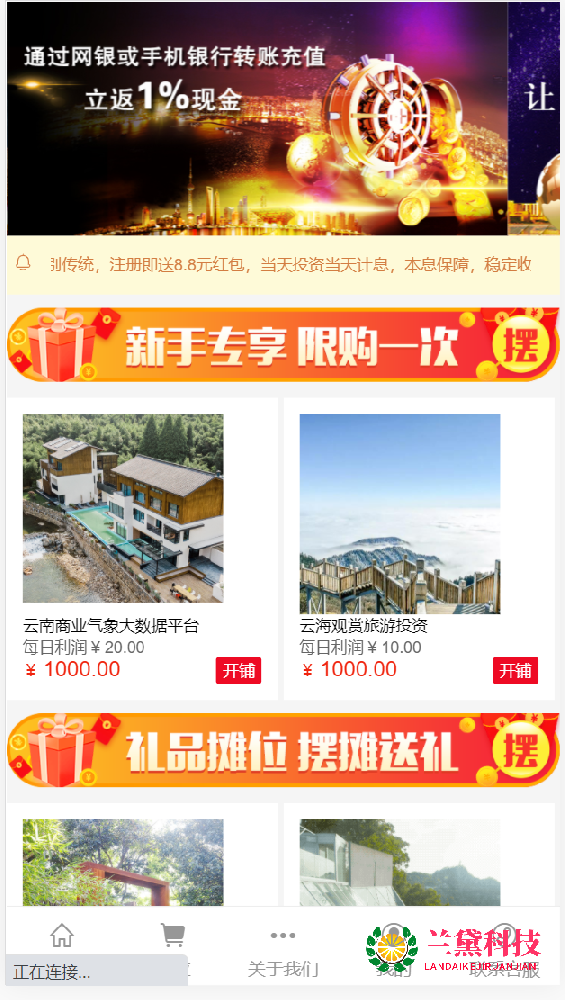 通过网银或手机银行转账充值
立返1%现金
让
别传统，注册即送8.8元红包，当天投资当天计息，本息保障，稳定收
新手专享 限购一次
摆
云南商业气象大数据平台
每日利润￥20.00
￥ 1000.00
开铺
云海观赏旅游投资
每日利润￥10.00
￥ 1000.00
开铺
礼品摊位 摆摊送礼
摆
兰黛科技
正在连接...
关于我们
我的
联系客服